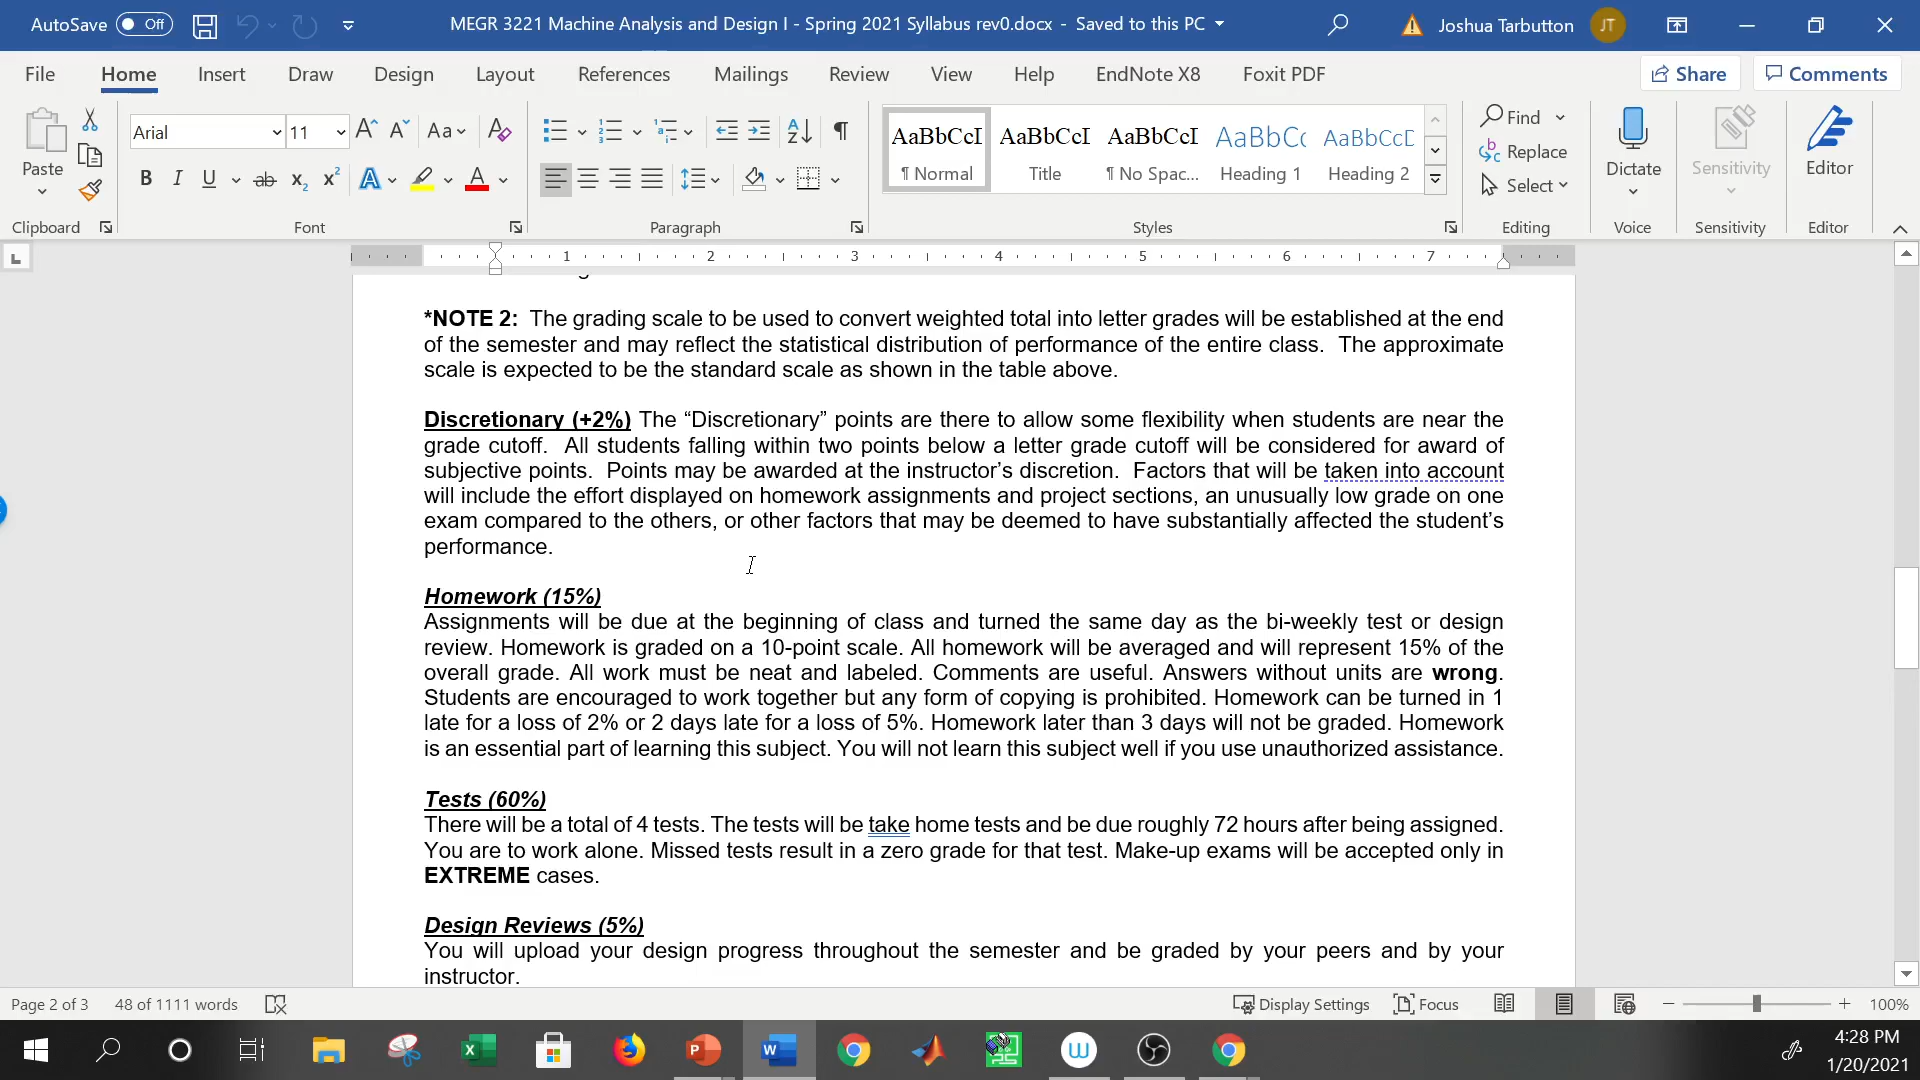 AutoSave Off
MEGR 3221 Machine Analysis and Design I - Spring 2021 Syllabus rev0.docx - Saved to this PC
Joshua Tarbutton JT
File Home Insert Draw Design Layout References Mailings Review View Help EndNote X8 Foxit PDF Share Comments
Paste
Clipboard
Arial 11
Aa
B I U ab x₂ x² A A
Font
Paragraph
AaBbCcI AaBbCcI AaBbCcI AaBbCc AaBbCcD
¶ Normal Title ¶ No Spac... Heading 1 Heading 2
Styles
Find
Replace
Select
Editing
Dictate
Voice
Sensitivity
Sensitivity
Editor
Editor
1 2 3 4 5 6 7
*NOTE 2: The grading scale to be used to convert weighted total into letter grades will be established at the end
of the semester and may reflect the statistical distribution of performance of the entire class. The approximate
scale is expected to be the standard scale as shown in the table above.
Discretionary (+2%) The “Discretionary” points are there to allow some flexibility when students are near the
grade cutoff. All students falling within two points below a letter grade cutoff will be considered for award of
subjective points. Points may be awarded at the instructor’s discretion. Factors that will be taken into account
will include the effort displayed on homework assignments and project sections, an unusually low grade on one
exam compared to the others, or other factors that may be deemed to have substantially affected the student’s
performance.
Homework (15%)
Assignments will be due at the beginning of class and turned the same day as the bi-weekly test or design
review. Homework is graded on a 10-point scale. All homework will be averaged and will represent 15% of the
overall grade. All work must be neat and labeled. Comments are useful. Answers without units are wrong.
Students are encouraged to work together but any form of copying is prohibited. Homework can be turned in 1
late for a loss of 2% or 2 days late for a loss of 5%. Homework later than 3 days will not be graded. Homework
is an essential part of learning this subject. You will not learn this subject well if you use unauthorized assistance.
Tests (60%)
There will be a total of 4 tests. The tests will be take home tests and be due roughly 72 hours after being assigned.
You are to work alone. Missed tests result in a zero grade for that test. Make-up exams will be accepted only in
EXTREME cases.
Design Reviews (5%)
You will upload your design progress throughout the semester and be graded by your peers and by your
instructor.
Page 2 of 3 48 of 1111 words Display Settings Focus 100%
4:28 PM
1/20/2021